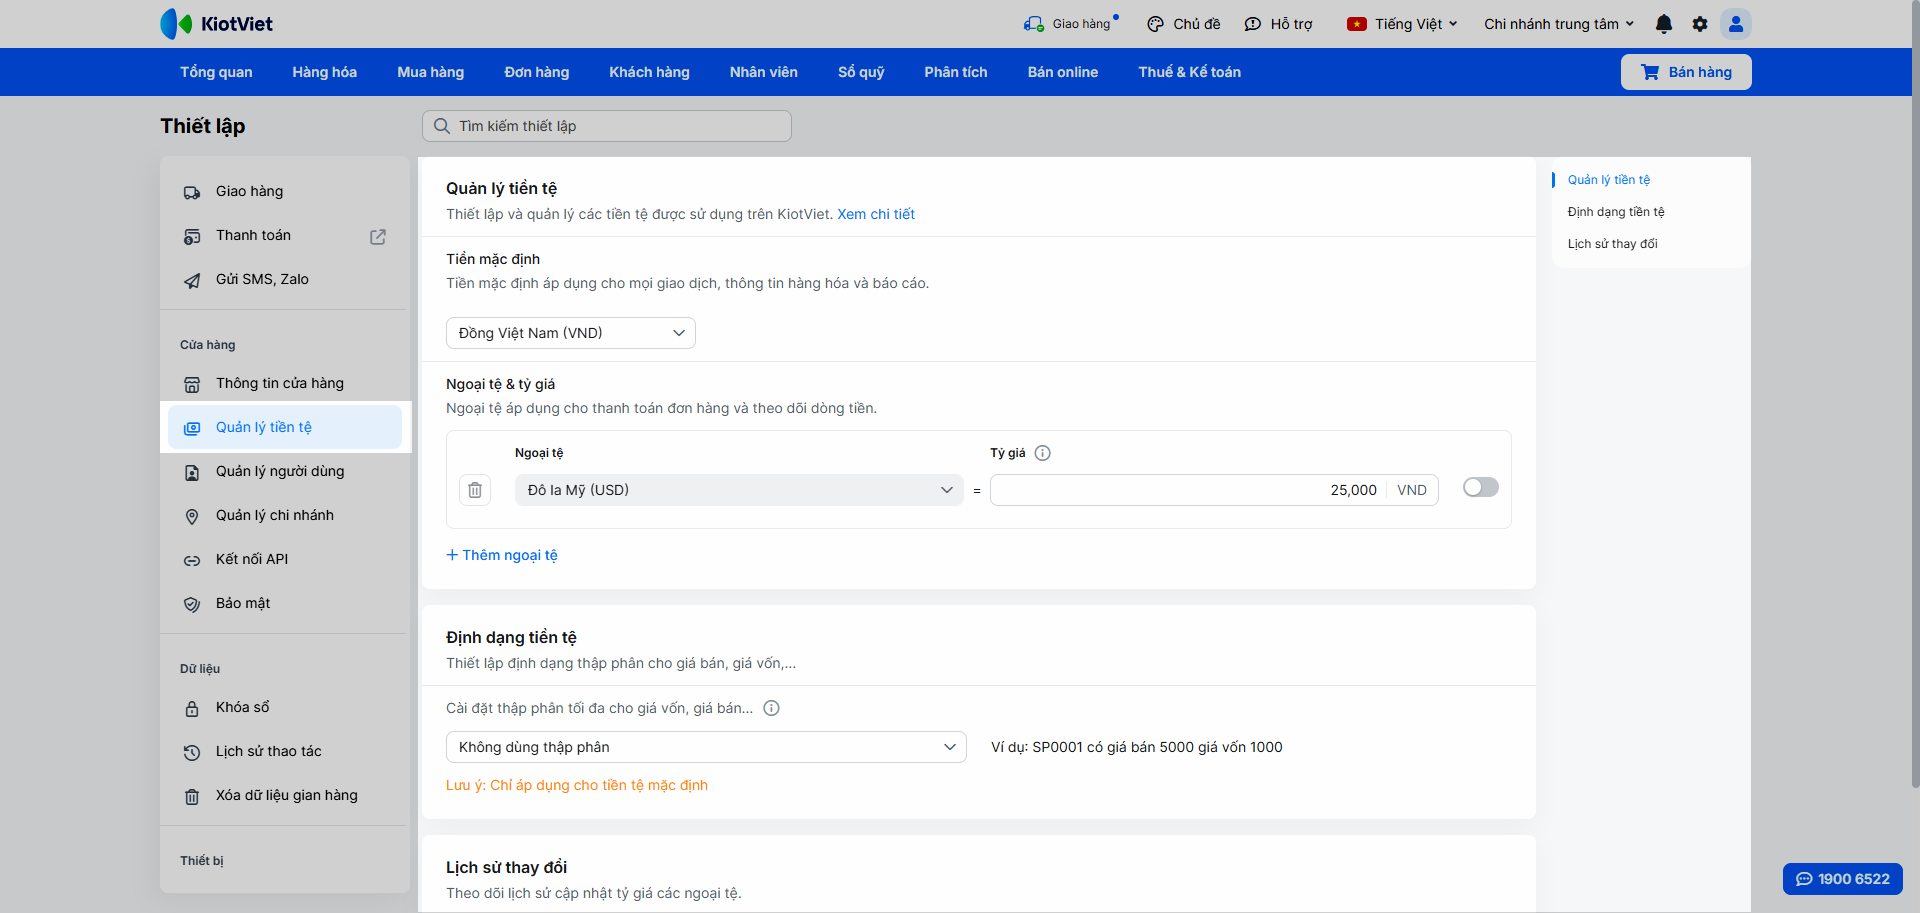 KiotViet
Giao hàng
Chủ đề
Hỗ trợ
Tiếng Việt
Chi nhánh trung tâm
Tổng quan
Hàng hóa
Mua hàng
Đơn hàng
Khách hàng
Nhân viên
Sổ quỹ
Phân tích
Bán online
Thuế & Kế toán
Bán hàng
Thiết lập
Tìm kiếm thiết lập
Giao hàng
Thanh toán
Gửi SMS, Zalo
Cửa hàng
Thông tin cửa hàng
Quản lý tiền tệ
Quản lý người dùng
Quản lý chi nhánh
Kết nối API
Bảo mật
Dữ liệu
Khóa sổ
Lịch sử thao tác
Xóa dữ liệu gian hàng
Thiết bị
Quản lý tiền tệ
Thiết lập và quản lý các tiền tệ được sử dụng trên KiotViet. Xem chi tiết
Tiền mặc định
Tiền mặc định áp dụng cho mọi giao dịch, thông tin hàng hóa và báo cáo.
Đồng Việt Nam (VND)
Ngoại tệ & tỷ giá
Ngoại tệ áp dụng cho thanh toán đơn hàng và theo dõi dòng tiền.
Ngoại tệ
Tỷ giá
Đô la Mỹ (USD)
=
25,000
VND
+ Thêm ngoại tệ
Định dạng tiền tệ
Thiết lập định dạng thập phân cho giá bán, giá vốn,...
Cài đặt thập phân tối đa cho giá vốn, giá bán...
Không dùng thập phân
Ví dụ: SP0001 có giá bán 5000 giá vốn 1000
Lưu ý: Chỉ áp dụng cho tiền tệ mặc định
Lịch sử thay đổi
Theo dõi lịch sử cập nhật tỷ giá các ngoại tệ.
Quản lý tiền tệ
Định dạng tiền tệ
Lịch sử thay đổi
1900 6522